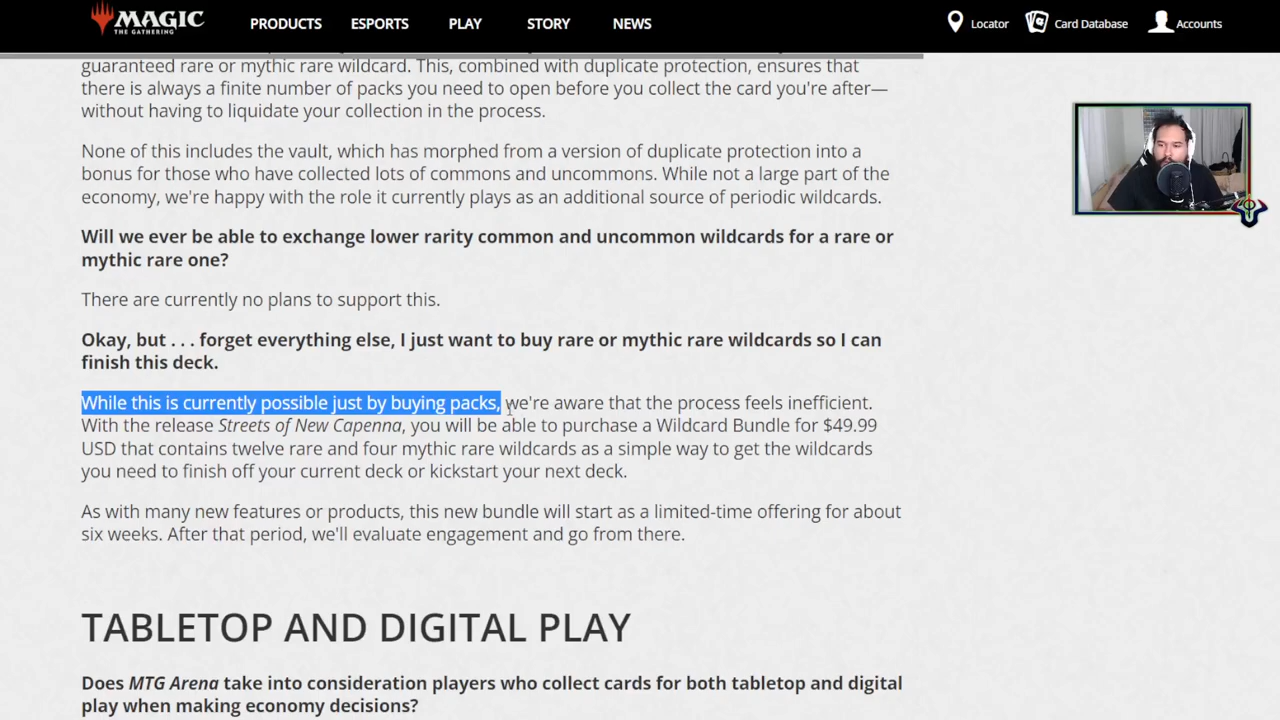 MAGIC
THE GATHERING
PRODUCTS
ESPORTS
PLAY
STORY
NEWS
Locator
Card Database
Accounts
guaranteed rare or mythic rare wildcard. This, combined with duplicate protection, ensures that
there is always a finite number of packs you need to open before you collect the card you're after—
without having to liquidate your collection in the process.
None of this includes the vault, which has morphed from a version of duplicate protection into a
bonus for those who have collected lots of commons and uncommons. While not a large part of the
economy, we're happy with the role it currently plays as an additional source of periodic wildcards.
Will we ever be able to exchange lower rarity common and uncommon wildcards for a rare or
mythic rare one?
There are currently no plans to support this.
Okay, but . . . forget everything else, I just want to buy rare or mythic rare wildcards so I can
finish this deck.
While this is currently possible just by buying packs, we're aware that the process feels inefficient.
With the release Streets of New Capenna, you will be able to purchase a Wildcard Bundle for $49.99
USD that contains twelve rare and four mythic rare wildcards as a simple way to get the wildcards
you need to finish off your current deck or kickstart your next deck.
As with many new features or products, this new bundle will start as a limited-time offering for about
six weeks. After that period, we'll evaluate engagement and go from there.
TABLETOP AND DIGITAL PLAY
Does MTG Arena take into consideration players who collect cards for both tabletop and digital
play when making economy decisions?